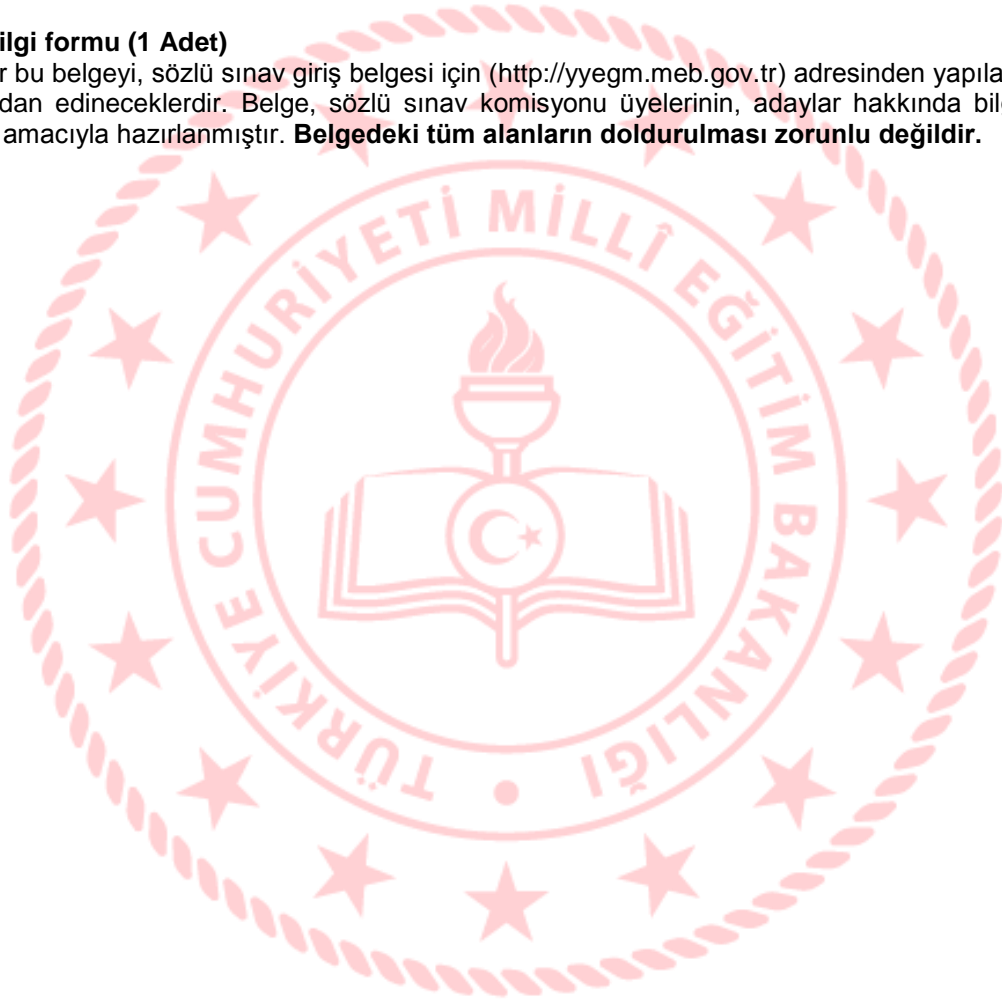 ilgi formu (1 Adet)
r bu belgeyi, sözlü sınav giriş belgesi için (http://yyegm.meb.gov.tr) adresinden yapıla
dan edineceklerdir. Belge, sözlü sınav komisyonu üyelerinin, adaylar hakkında bilg
amacıyla hazırlanmıştır. Belgedeki tüm alanların doldurulması zorunlu değildir.
TÜRKİYE CUMHURİYETİ MİLLÎ EĞİTİM BAKANLIĞI